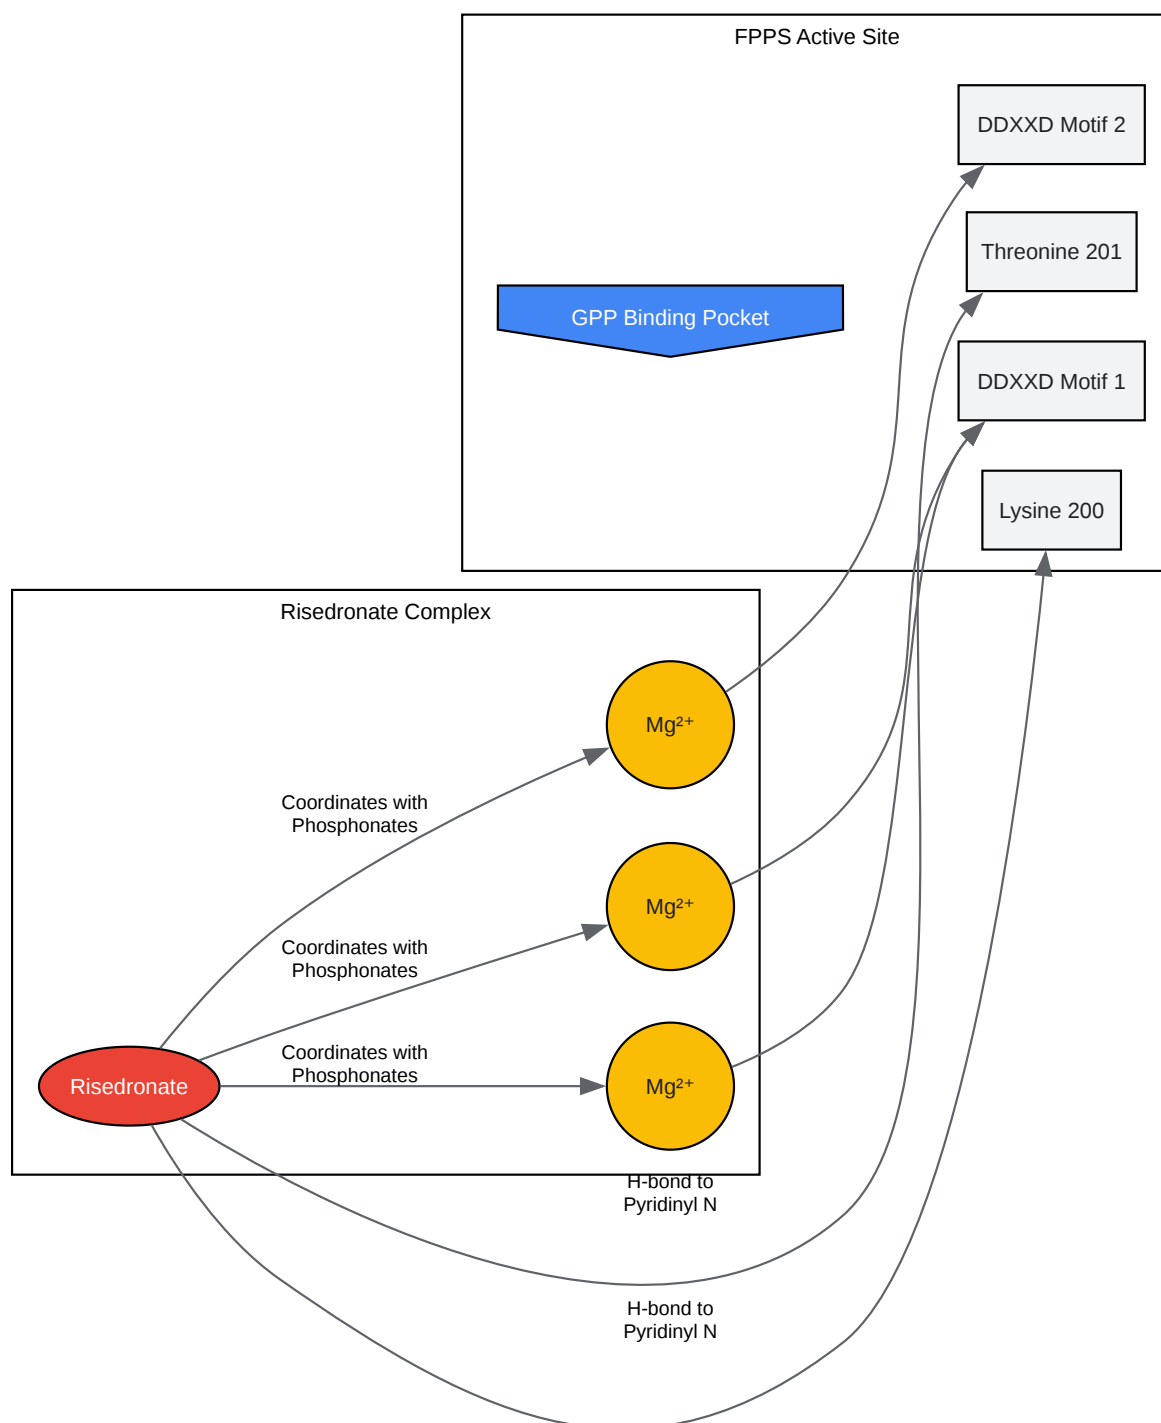 FPPS Active Site
DDXXD Motif 2
Threonine 201
GPP Binding Pocket
DDXXD Motif 1
Lysine 200
Risedronate Complex
Mg²⁺
Coordinates with
Phosphonates
Mg²⁺
Coordinates with
Phosphonates
Coordinates with
Phosphonates
Risedronate
Mg²⁺
H-bond to
Pyridinyl N
H-bond to
Pyridinyl N